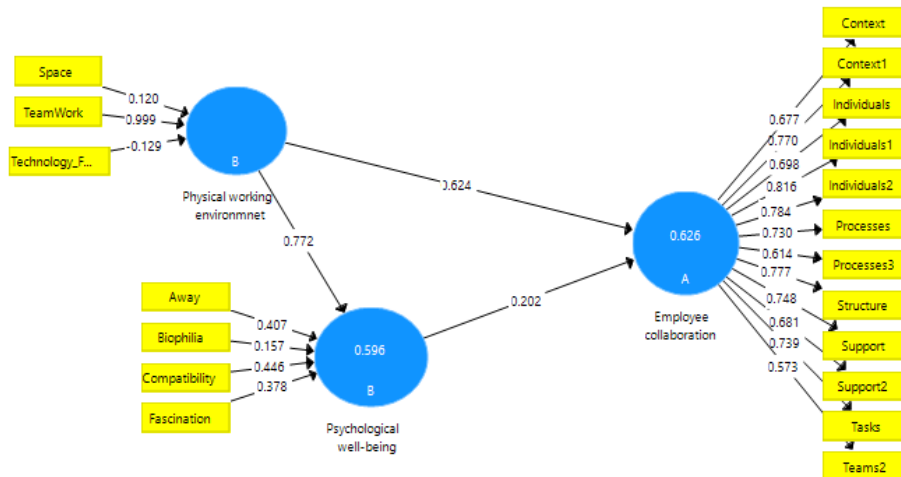 Space
TeamWork
Technology_F...
0.120
0.999
-0.129
B
Physical working
environmnet
0.624
0.772
Away
Biophilia
Compatibility
Fascination
0.407
0.157
0.446
0.378
0.596
B
Psychological
well-being
0.202
0.626
A
Employee
collaboration
0.677
0.770
0.698
0.816
0.784
0.730
0.614
0.777
0.748
0.681
0.739
0.573
Context
Context1
Individuals
Individuals1
Individuals2
Processes
Processes3
Structure
Support
Support2
Tasks
Teams2